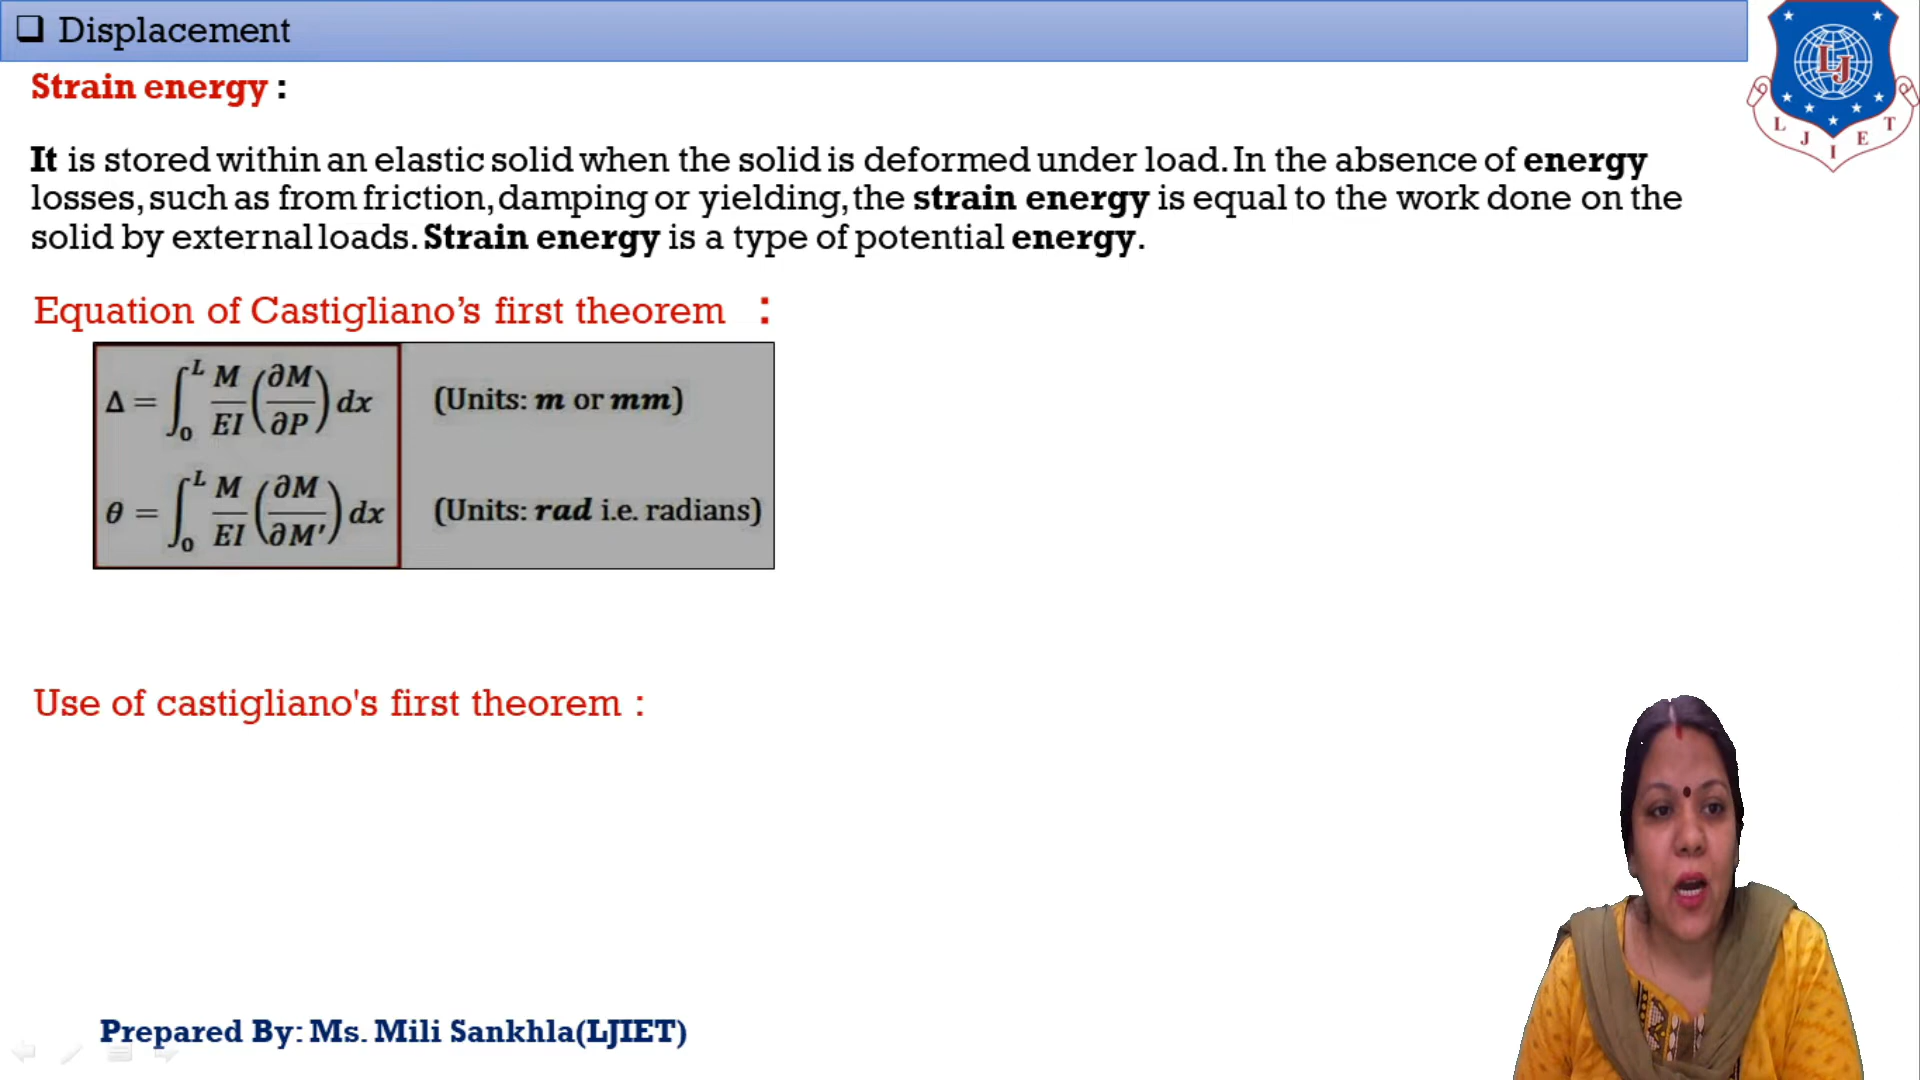 ❑ Displacement
Strain energy :
It is stored within an elastic solid when the solid is deformed under load. In the absence of energy
losses, such as from friction, damping or yielding, the strain energy is equal to the work done on the
solid by external loads. Strain energy is a type of potential energy.
Equation of Castigliano’s first theorem :
Δ = ∫₀ᴸ M/EI (∂M/∂P) dx (Units: m or mm)
θ = ∫₀ᴸ M/EI (∂M/∂M′) dx (Units: rad i.e. radians)
Use of castigliano's first theorem :
Prepared By: Ms. Mili Sankhla(LJIET)
LJ
L J I E T